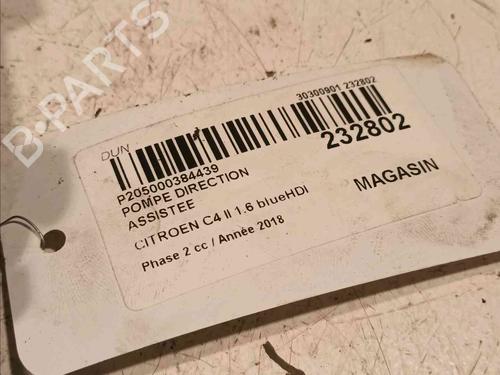 B-PARTS
DUN
30300901 232802
232802
P205000384439
POMPE DIRECTION
ASSISTEE
MAGASIN
CITROEN C4 II 1.6 blueHDI
Phase 2 cc / Année 2018